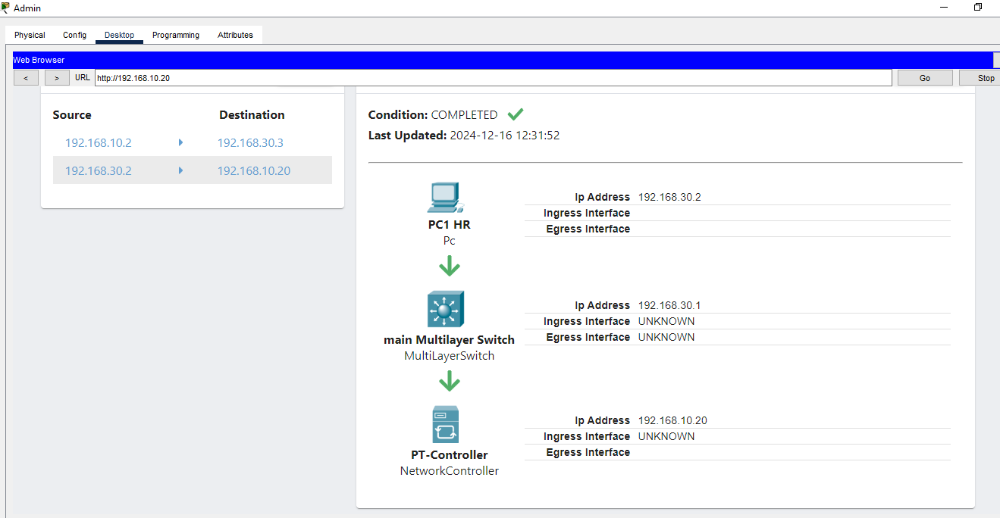 Admin
Physical Config Desktop Programming Attributes
Web Browser
< > URL http://192.168.10.20 Go Stop
Source Destination
192.168.10.2 192.168.30.3
192.168.30.2 192.168.10.20
Condition: COMPLETED
Last Updated: 2024-12-16 12:31:52
PC1 HR
Pc
Ip Address 192.168.30.2
Ingress Interface
Egress Interface
main Multilayer Switch
MultiLayerSwitch
Ip Address 192.168.30.1
Ingress Interface UNKNOWN
Egress Interface UNKNOWN
PT-Controller
NetworkController
Ip Address 192.168.10.20
Ingress Interface UNKNOWN
Egress Interface